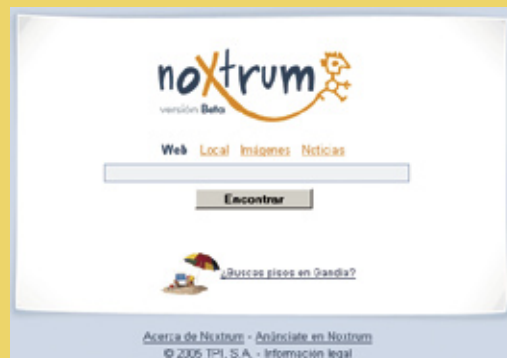 noxtrum
versión Beta
Web Local Imágenes Noticias
Encontrar
¿Buscas pisos en Gandía?
Acerca de Noxtrum - Anúnciate en Noxtrum
© 2005 TPI, S.A. - Información legal